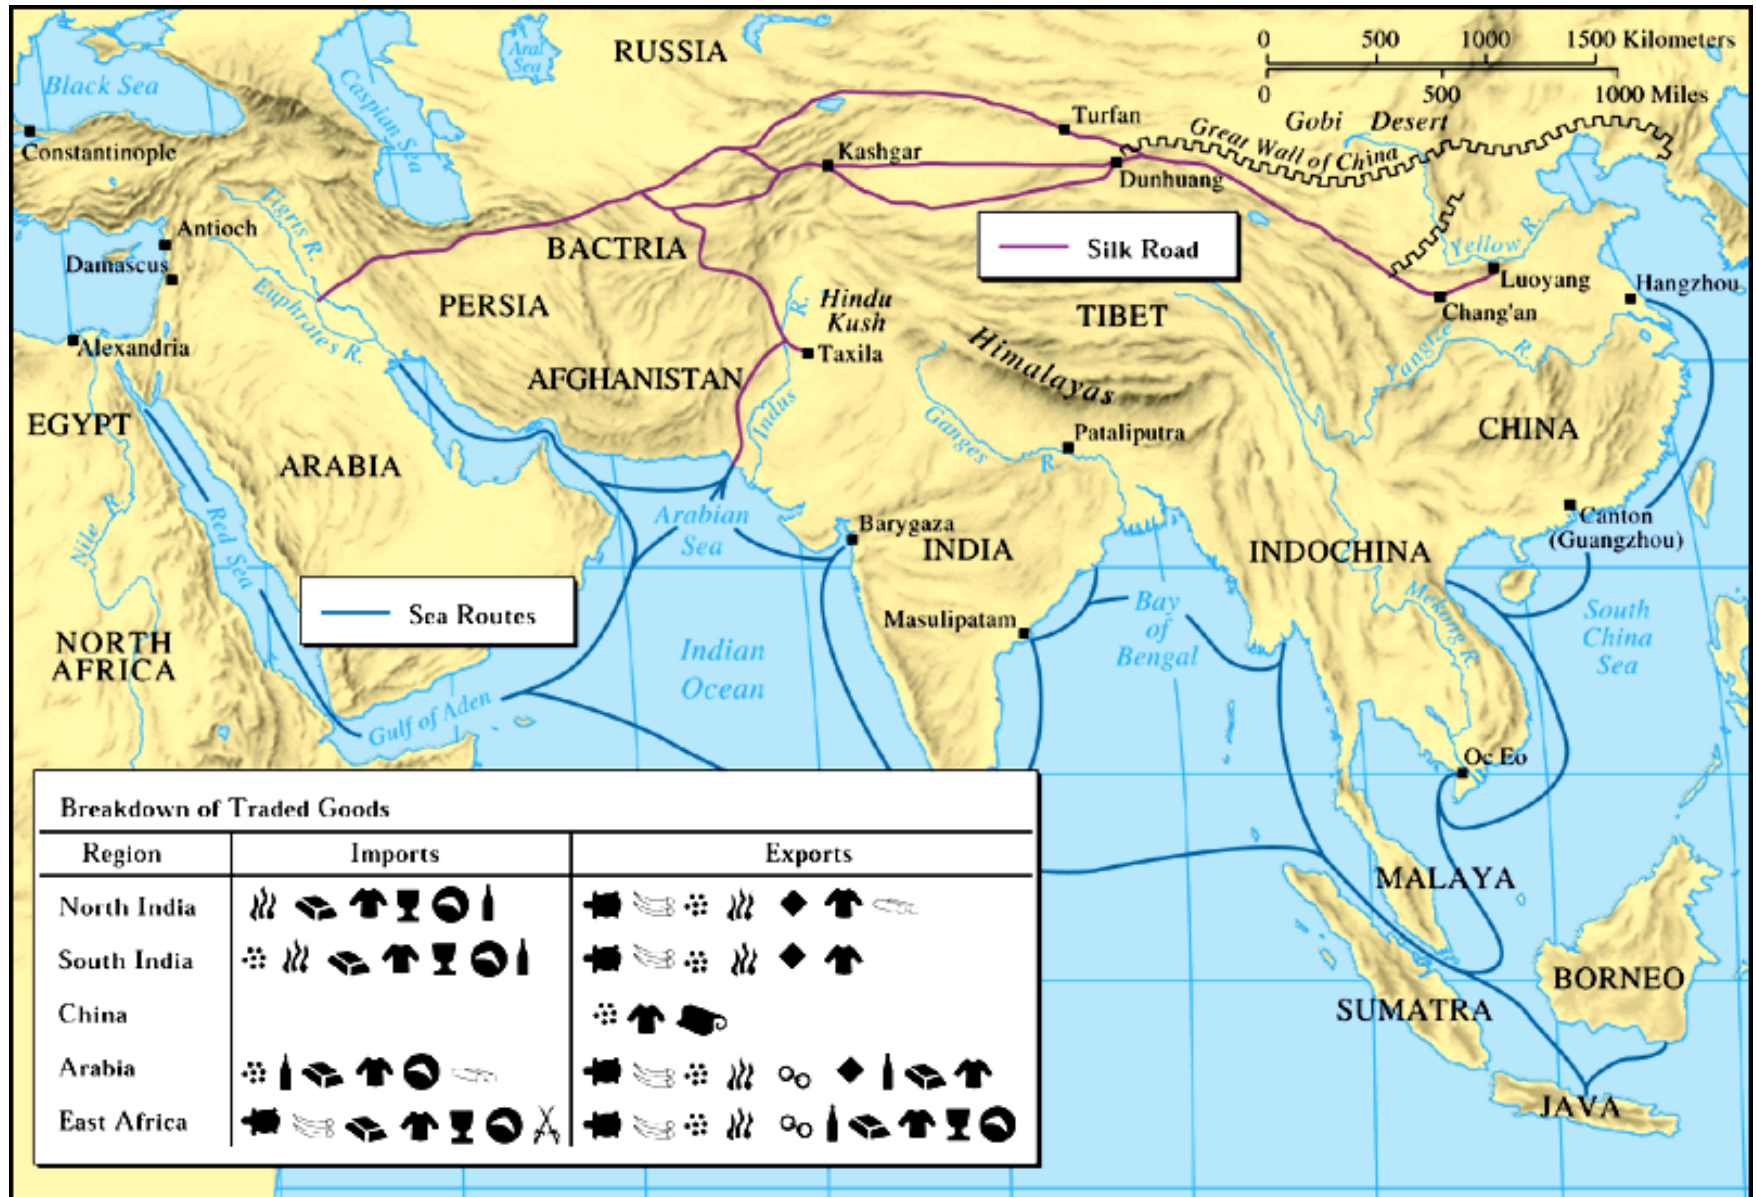 RUSSIA
0 500 1000 1500 Kilometers
0 500 1000 Miles
Aral
Sea
Black Sea
Caspian Sea
Constantinople
Turfan
Gobi Desert
Great Wall of China
Kashgar
Dunhuang
Tigris R.
Antioch
Damascus
Euphrates R.
BACTRIA
PERSIA
Silk Road
Yellow R.
Luoyang
Hangzhou
Chang'an
Hindu
Kush
R.
TIBET
Himalayas
Yangtze R.
Alexandria
Taxila
AFGHANISTAN
Indus
EGYPT
ARABIA
Ganges R.
Pataliputra
CHINA
Nile R.
Red Sea
Arabian
Sea
Barygaza
INDIA
INDOCHINA
Canton
(Guangzhou)
Sea Routes
Masulipatam
Bay
of
Bengal
Mekong R.
South
China
Sea
NORTH
AFRICA
Indian
Ocean
Gulf of Aden
Oc Eo
MALAYA
BORNEO
SUMATRA
JAVA
Breakdown of Traded Goods
Region Imports Exports
North India
South India
China
Arabia
East Africa